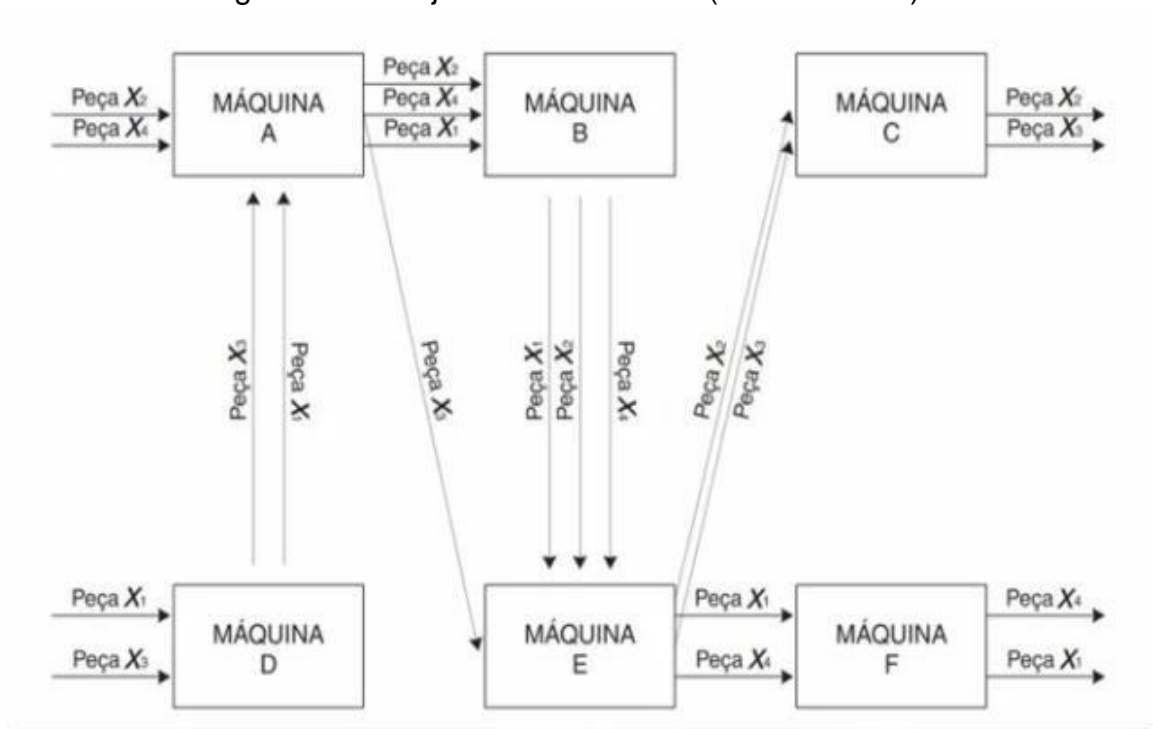 Peça X₂
Peça X₄
MÁQUINA
A
Peça X₂
Peça X₄
Peça X₁
MÁQUINA
B
MÁQUINA
C
Peça X₂
Peça X₃
Peça X₃
Peça X₁
Peça X₃
Peça X₁
Peça X₂
Peça X₄
Peça X₂
Peça X₃
Peça X₁
Peça X₃
MÁQUINA
D
MÁQUINA
E
Peça X₁
Peça X₄
MÁQUINA
F
Peça X₄
Peça X₁